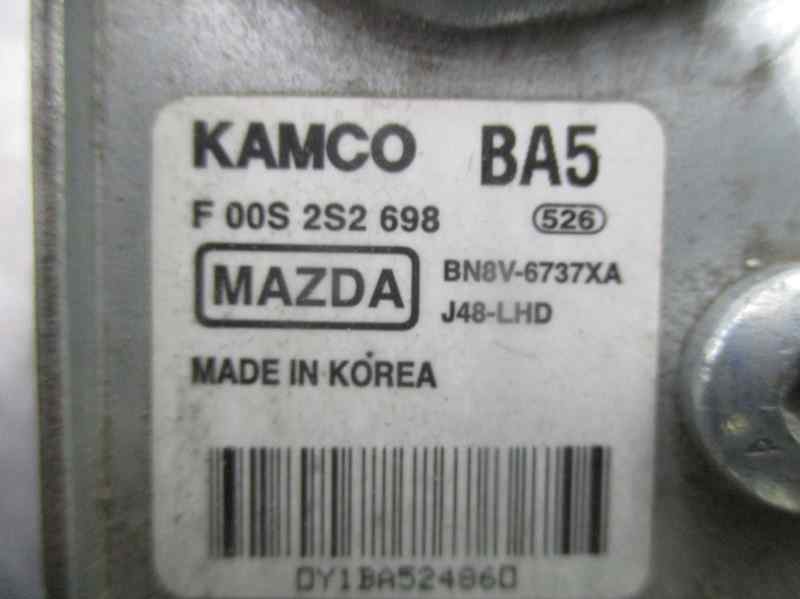 KAMCO BA5
F 00S 2S2 698 526
MAZDA BN8V-6737XA
J48-LHD
MADE IN KOREA
DY1BA524860